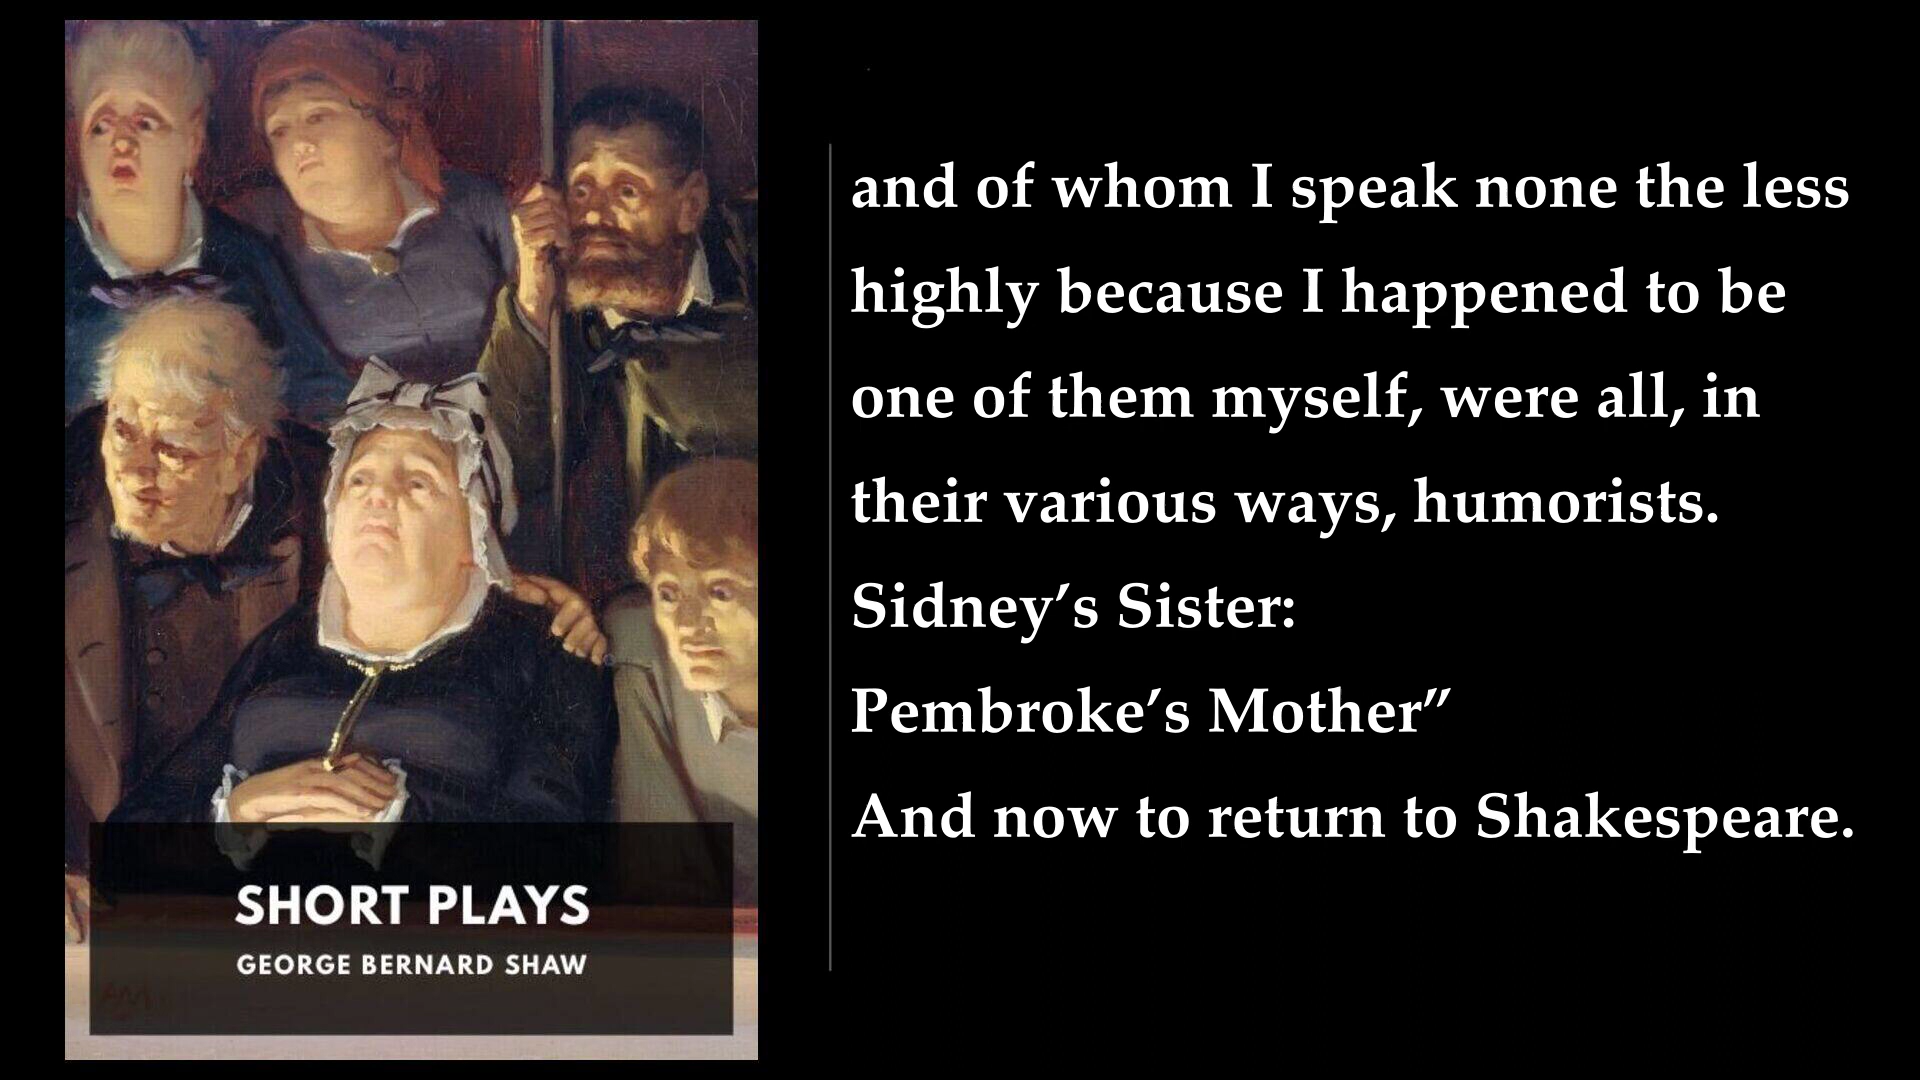 and of whom I speak none the less
highly because I happened to be
one of them myself, were all, in
their various ways, humorists.
Sidney’s Sister:
Pembroke’s Mother”
And now to return to Shakespeare.
SHORT PLAYS
GEORGE BERNARD SHAW